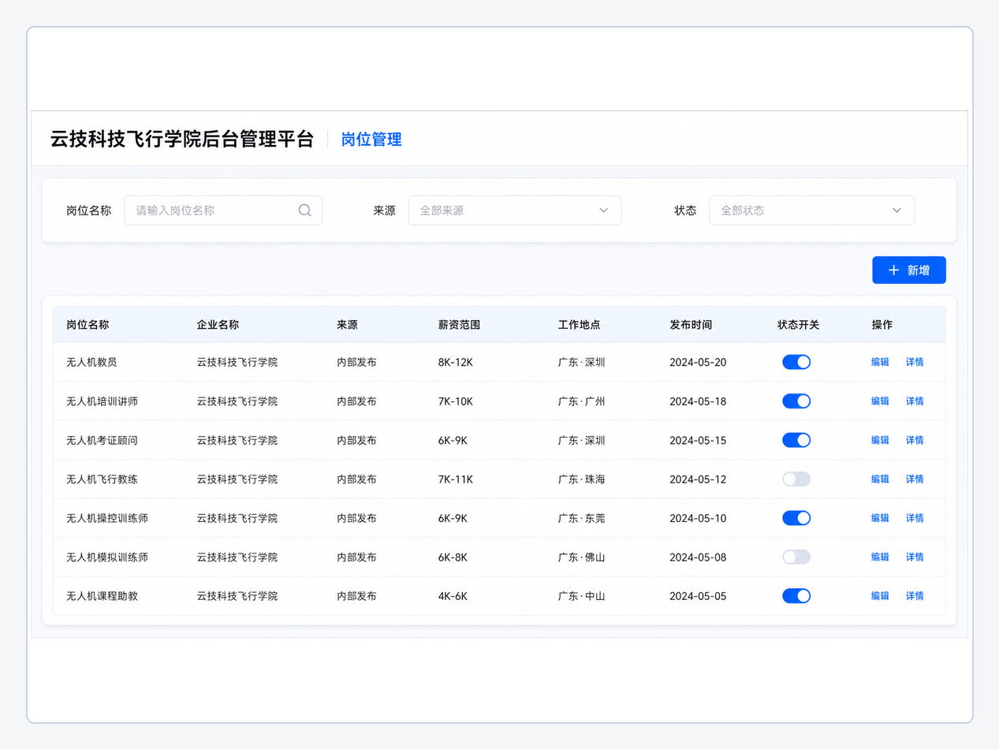 云技科技飞行学院后台管理平台 岗位管理
岗位名称 请输入岗位名称 来源 全部来源 状态 全部状态
新增
岗位名称 企业名称 来源 薪资范围 工作地点 发布时间 状态开关 操作
无人机教员 云技科技飞行学院 内部发布 8K-12K 广东·深圳 2024-05-20 编辑 详情
无人机培训讲师 云技科技飞行学院 内部发布 7K-10K 广东·广州 2024-05-18 编辑 详情
无人机考证顾问 云技科技飞行学院 内部发布 6K-9K 广东·深圳 2024-05-15 编辑 详情
无人机飞行教练 云技科技飞行学院 内部发布 7K-11K 广东·珠海 2024-05-12 编辑 详情
无人机操控训练师 云技科技飞行学院 内部发布 6K-9K 广东·东莞 2024-05-10 编辑 详情
无人机模拟训练师 云技科技飞行学院 内部发布 6K-8K 广东·佛山 2024-05-08 编辑 详情
无人机课程助教 云技科技飞行学院 内部发布 4K-6K 广东·中山 2024-05-05 编辑 详情